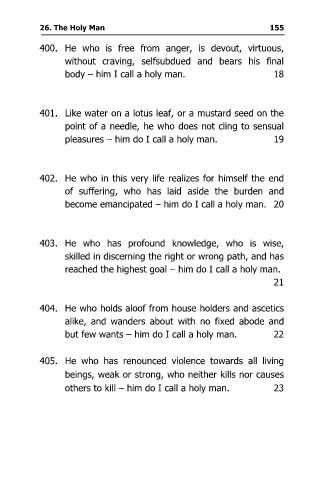 26. The Holy Man 155
400. He who is free from anger, is devout, virtuous,
without craving, selfsubdued and bears his final
body – him I call a holy man. 18
401. Like water on a lotus leaf, or a mustard seed on the
point of a needle, he who does not cling to sensual
pleasures – him do I call a holy man. 19
402. He who in this very life realizes for himself the end
of suffering, who has laid aside the burden and
become emancipated – him do I call a holy man. 20
403. He who has profound knowledge, who is wise,
skilled in discerning the right or wrong path, and has
reached the highest goal – him do I call a holy man.
21
404. He who holds aloof from house holders and ascetics
alike, and wanders about with no fixed abode and
but few wants – him do I call a holy man. 22
405. He who has renounced violence towards all living
beings, weak or strong, who neither kills nor causes
others to kill – him do I call a holy man. 23